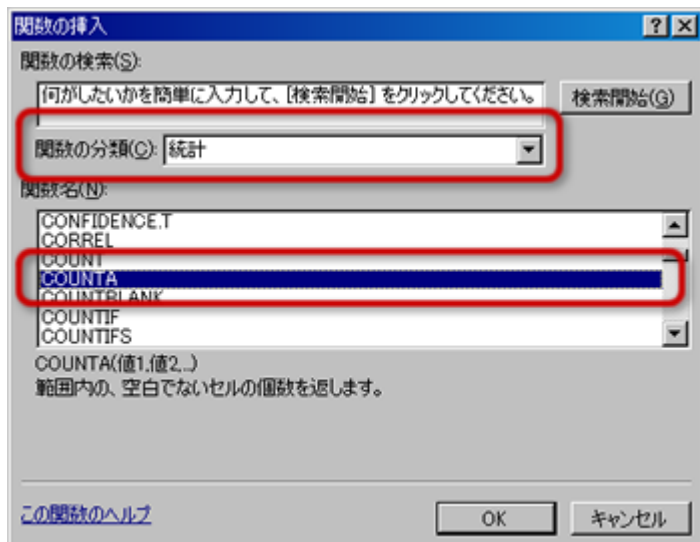 関数の挿入
関数の検索(S):
何がしたいかを簡単に入力して、[検索開始] をクリックしてください。
検索開始(G)
関数の分類(C): 統計
関数名(N):
CONFIDENCE.T
CORREL
COUNT
COUNTA
COUNTBLANK
COUNTIF
COUNTIFS
COUNTA(値1,値2,...)
範囲内の、空白でないセルの個数を返します。
この関数のヘルプ
OK
キャンセル